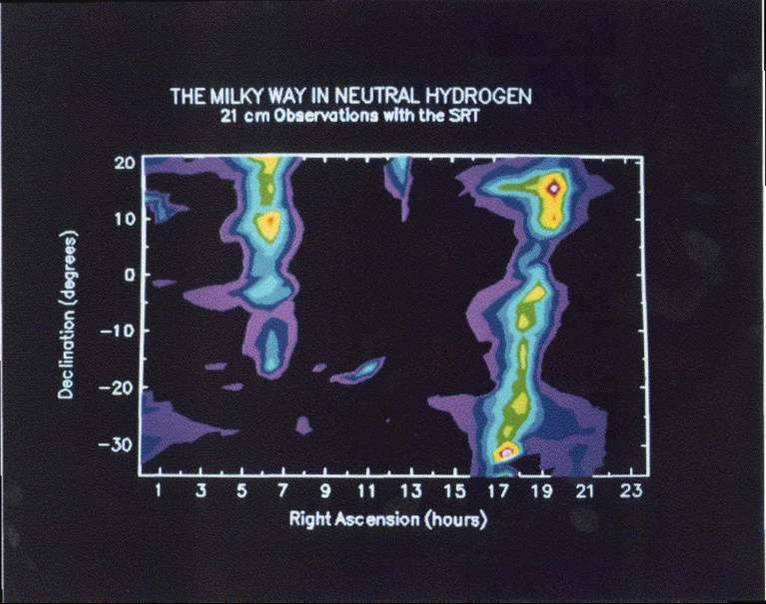 THE MILKY WAY IN NEUTRAL HYDROGEN
21 cm Observations with the SRT
Declination (degrees)
20
10
0
-10
-20
-30
1 3 5 7 9 11 13 15 17 19 21 23
Right Ascension (hours)